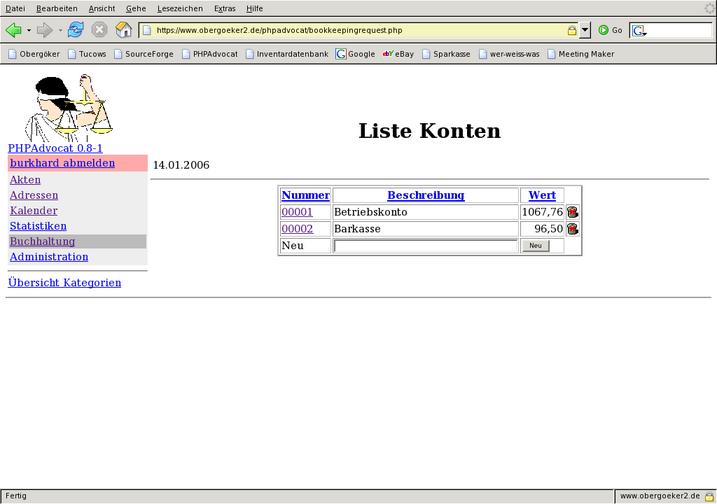 Datei Bearbeiten Ansicht Gehe Lesezeichen Extras Hilfe
https://www.obergoeker2.de/phpadvocat/bookkeepingrequest.php Go G
Obergöker Tucows SourceForge PHPAdvocat Inventardatenbank Google eBay Sparkasse wer-weiss-was Meeting Maker
PHPAdvocat 0.8-1
burkhard abmelden
Akten
Adressen
Kalender
Statistiken
Buchhaltung
Administration
Übersicht Kategorien
Liste Konten
14.01.2006
Nummer Beschreibung Wert
00001 Betriebskonto 1067,76
00002 Barkasse 96,50
Neu Neu
Fertig www.obergoeker2.de